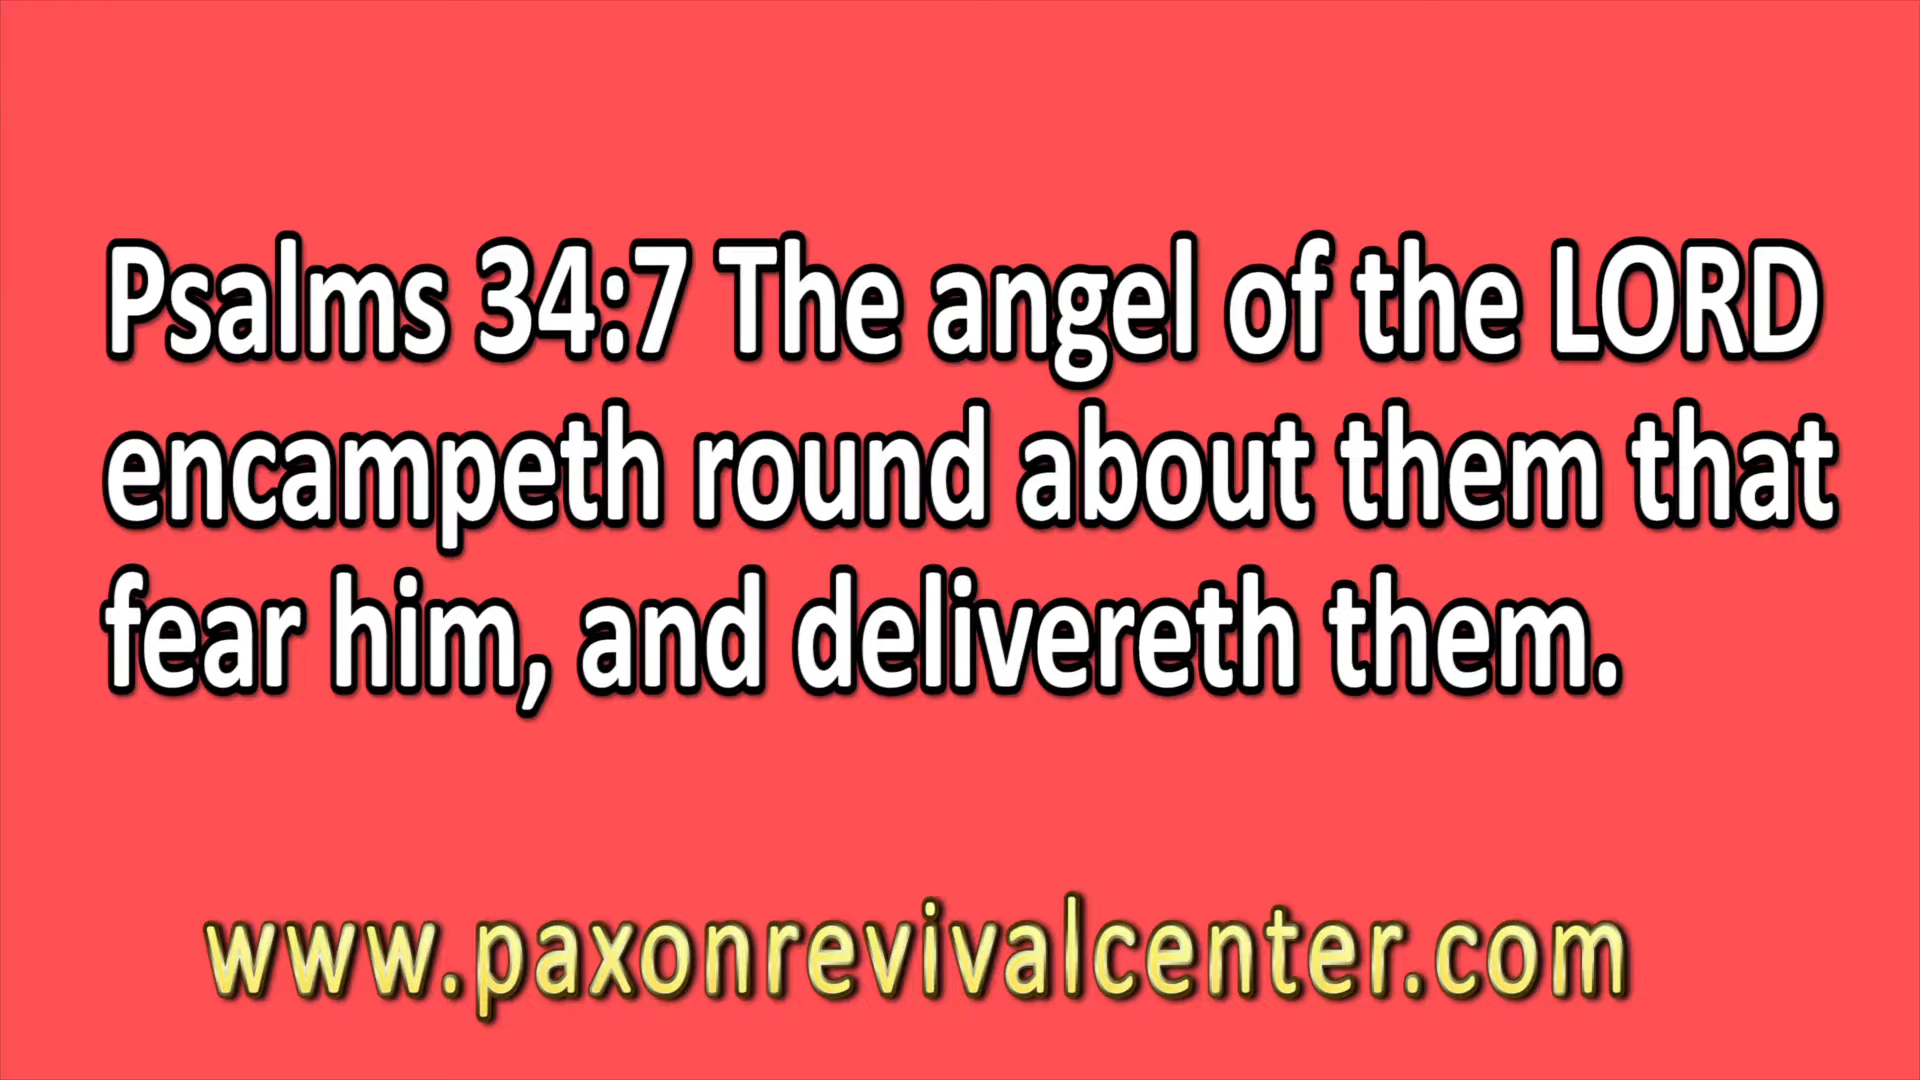 Psalms 34:7 The angel of the LORD
encampeth round about them that
fear him, and delivereth them.
www.paxonrevivalcenter.com